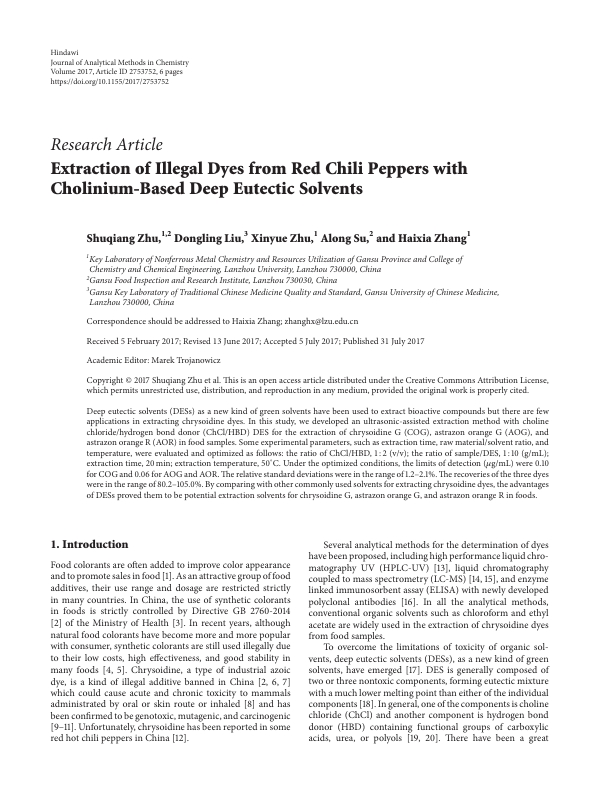 Hindawi
Journal of Analytical Methods in Chemistry
Volume 2017, Article ID 2753752, 6 pages
https://doi.org/10.1155/2017/2753752
Research Article
Extraction of Illegal Dyes from Red Chili Peppers with
Cholinium-Based Deep Eutectic Solvents
Shuqiang Zhu,1,2 Dongling Liu,3 Xinyue Zhu,1 Along Su,2 and Haixia Zhang1
1Key Laboratory of Nonferrous Metal Chemistry and Resources Utilization of Gansu Province and College of
Chemistry and Chemical Engineering, Lanzhou University, Lanzhou 730000, China
2Gansu Food Inspection and Research Institute, Lanzhou 730030, China
3Gansu Key Laboratory of Traditional Chinese Medicine Quality and Standard, Gansu University of Chinese Medicine,
Lanzhou 730000, China
Correspondence should be addressed to Haixia Zhang; zhanghx@lzu.edu.cn
Received 5 February 2017; Revised 13 June 2017; Accepted 5 July 2017; Published 31 July 2017
Academic Editor: Marek Trojanowicz
Copyright © 2017 Shuqiang Zhu et al. This is an open access article distributed under the Creative Commons Attribution License,
which permits unrestricted use, distribution, and reproduction in any medium, provided the original work is properly cited.
Deep eutectic solvents (DESs) as a new kind of green solvents have been used to extract bioactive compounds but there are few
applications in extracting chrysoidine dyes. In this study, we developed an ultrasonic-assisted extraction method with choline
chloride/hydrogen bond donor (ChCl/HBD) DES for the extraction of chrysoidine G (COG), astrazon orange G (AOG), and
astrazon orange R (AOR) in food samples. Some experimental parameters, such as extraction time, raw material/solvent ratio, and
temperature, were evaluated and optimized as follows: the ratio of ChCl/HBD, 1 : 2 (v/v); the ratio of sample/DES, 1 : 10 (g/mL);
extraction time, 20 min; extraction temperature, 50°C. Under the optimized conditions, the limits of detection (μg/mL) were 0.10
for COG and 0.06 for AOG and AOR. The relative standard deviations were in the range of 1.2–2.1%. The recoveries of the three dyes
were in the range of 80.2–105.0%. By comparing with other commonly used solvents for extracting chrysoidine dyes, the advantages
of DESs proved them to be potential extraction solvents for chrysoidine G, astrazon orange G, and astrazon orange R in foods.
1. Introduction
Food colorants are often added to improve color appearance
and to promote sales in food [1]. As an attractive group of food
additives, their use range and dosage are restricted strictly
in many countries. In China, the use of synthetic colorants
in foods is strictly controlled by Directive GB 2760-2014
[2] of the Ministry of Health [3]. In recent years, although
natural food colorants have become more and more popular
with consumer, synthetic colorants are still used illegally due
to their low costs, high effectiveness, and good stability in
many foods [4, 5]. Chrysoidine, a type of industrial azoic
dye, is a kind of illegal additive banned in China [2, 6, 7]
which could cause acute and chronic toxicity to mammals
administrated by oral or skin route or inhaled [8] and has
been confirmed to be genotoxic, mutagenic, and carcinogenic
[9–11]. Unfortunately, chrysoidine has been reported in some
red hot chili peppers in China [12].
Several analytical methods for the determination of dyes
have been proposed, including high performance liquid chro-
matography UV (HPLC-UV) [13], liquid chromatography
coupled to mass spectrometry (LC-MS) [14, 15], and enzyme
linked immunosorbent assay (ELISA) with newly developed
polyclonal antibodies [16]. In all the analytical methods,
conventional organic solvents such as chloroform and ethyl
acetate are widely used in the extraction of chrysoidine dyes
from food samples.
To overcome the limitations of toxicity of organic sol-
vents, deep eutectic solvents (DESs), as a new kind of green
solvents, have emerged [17]. DES is generally composed of
two or three nontoxic components, forming eutectic mixture
with a much lower melting point than either of the individual
components [18]. In general, one of the components is choline
chloride (ChCl) and another component is hydrogen bond
donor (HBD) containing functional groups of carboxylic
acids, urea, or polyols [19, 20]. There have been a great